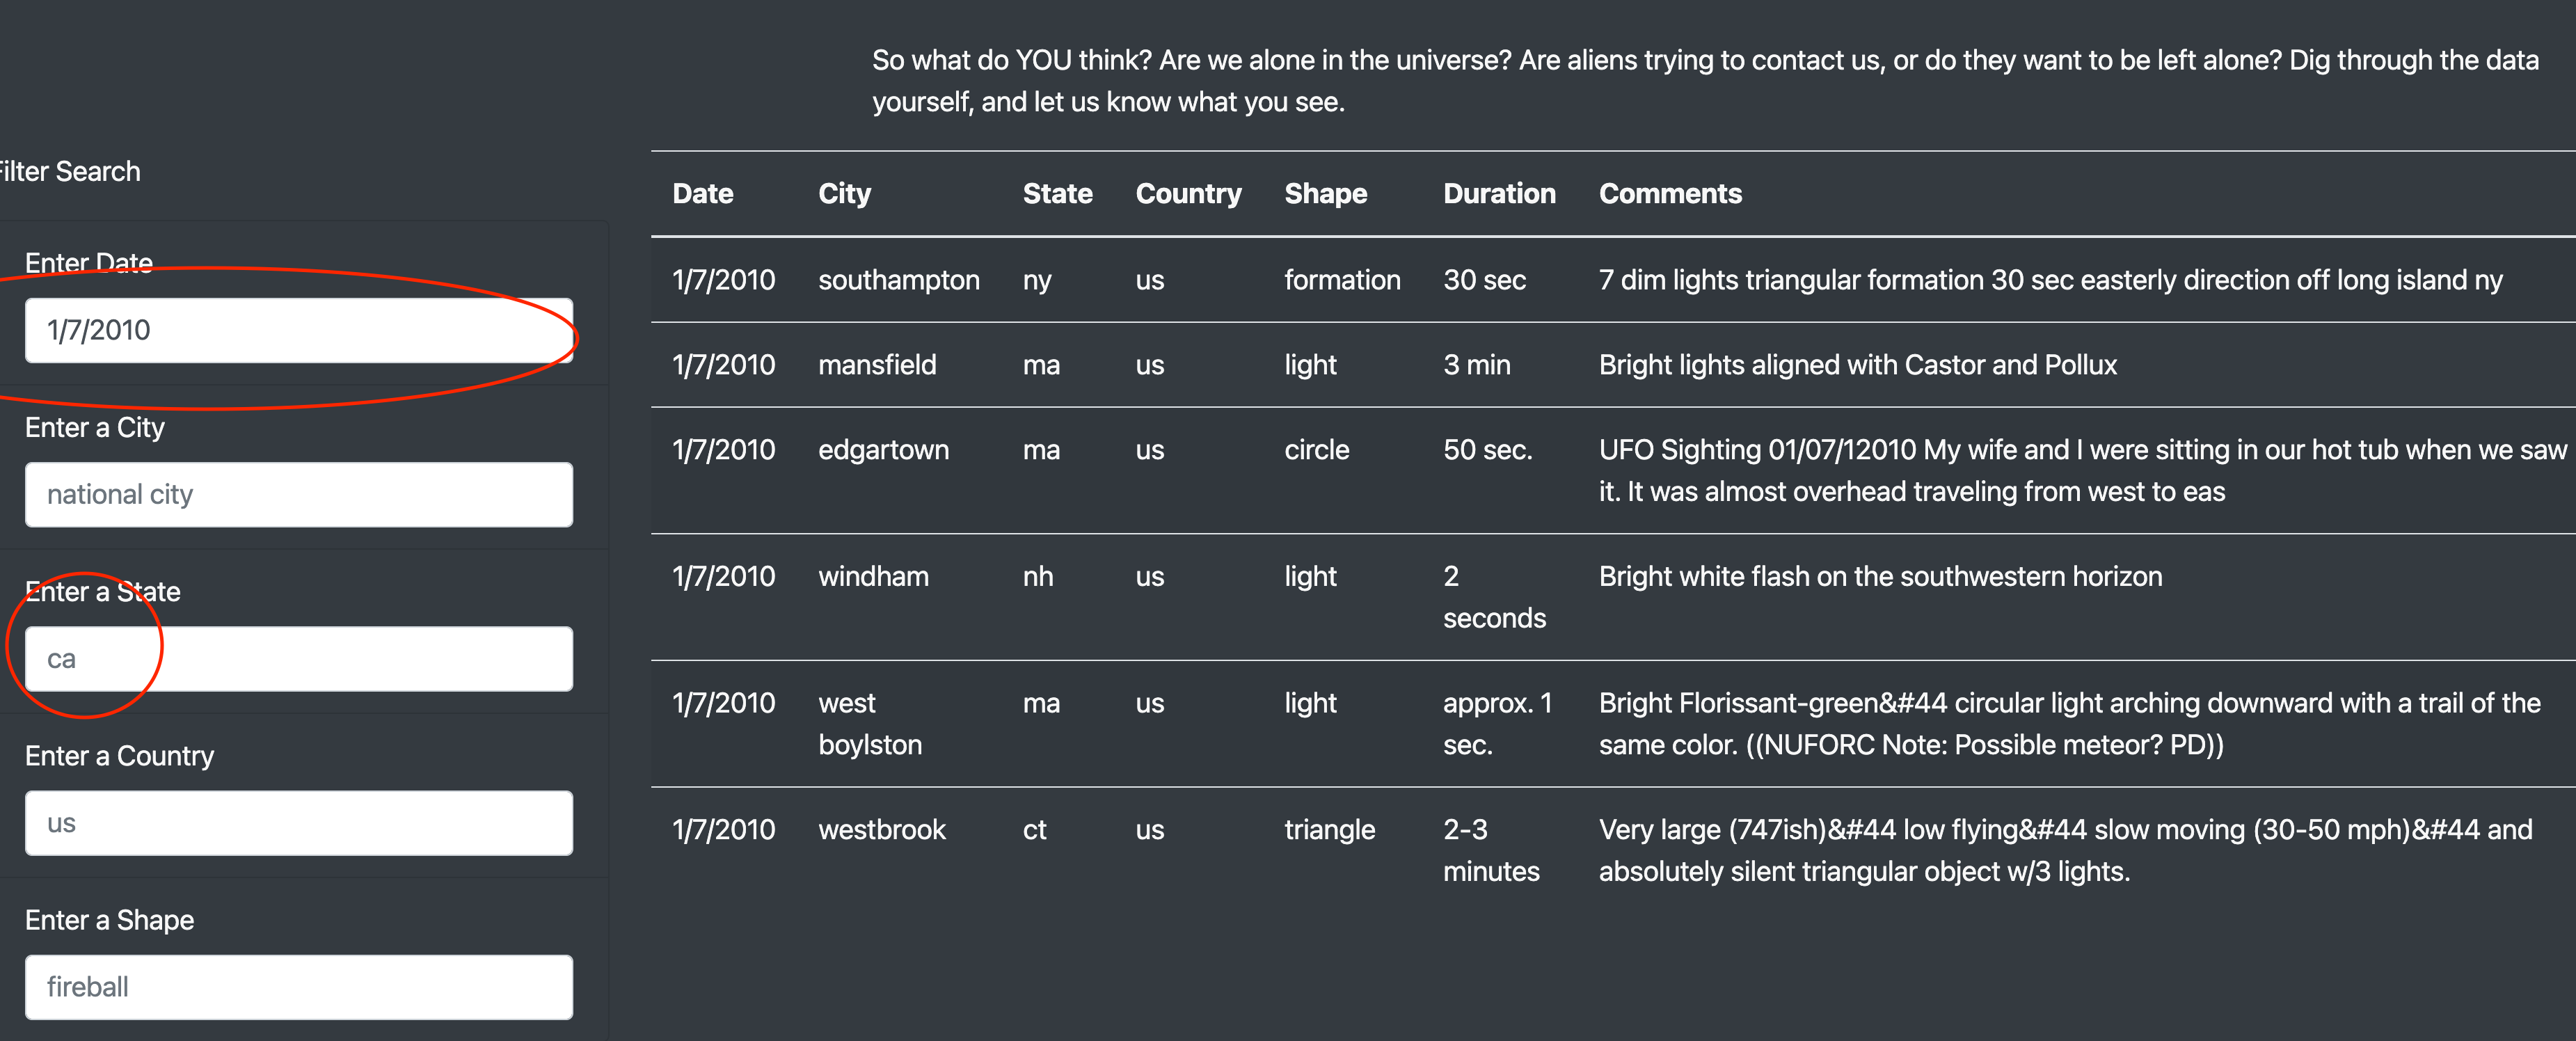 So what do YOU think? Are we alone in the universe? Are aliens trying to contact us, or do they want to be left alone? Dig through the data
yourself, and let us know what you see.
Filter Search
Enter Date
1/7/2010
Enter a City
national city
Enter a State
ca
Enter a Country
us
Enter a Shape
fireball
Date City State Country Shape Duration Comments
1/7/2010 southampton ny us formation 30 sec 7 dim lights triangular formation 30 sec easterly direction off long island ny
1/7/2010 mansfield ma us light 3 min Bright lights aligned with Castor and Pollux
1/7/2010 edgartown ma us circle 50 sec. UFO Sighting 01/07/12010 My wife and I were sitting in our hot tub when we saw
it. It was almost overhead traveling from west to eas
1/7/2010 windham nh us light 2 Bright white flash on the southwestern horizon
seconds
1/7/2010 west ma us light approx. 1 Bright Florissant-green&#44 circular light arching downward with a trail of the
boylston sec. same color. ((NUFORC Note: Possible meteor? PD))
1/7/2010 westbrook ct us triangle 2-3 Very large (747ish)&#44 low flying&#44 slow moving (30-50 mph)&#44 and
minutes absolutely silent triangular object w/3 lights.